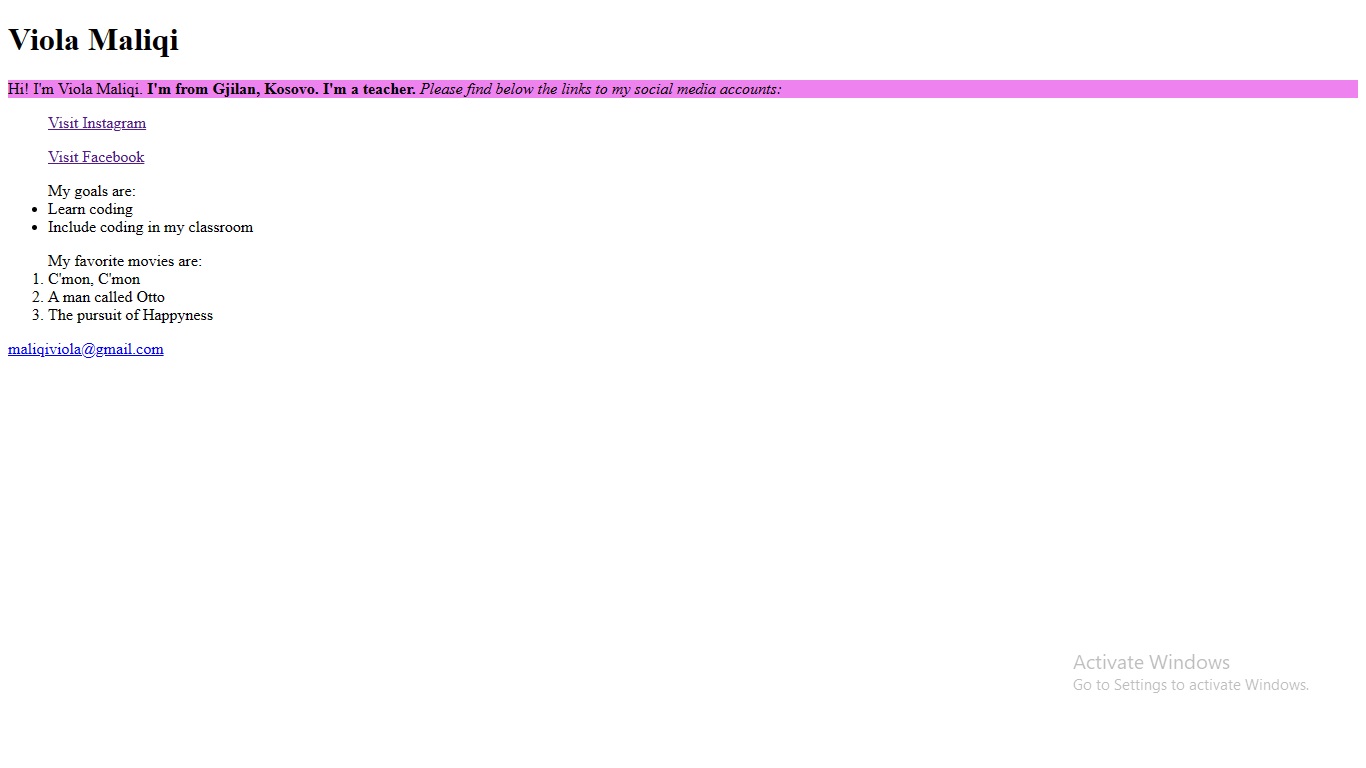 Viola Maliqi
Hi! I'm Viola Maliqi. I'm from Gjilan, Kosovo. I'm a teacher. Please find below the links to my social media accounts:
Visit Instagram
Visit Facebook
My goals are:
• Learn coding
• Include coding in my classroom
My favorite movies are:
1. C'mon, C'mon
2. A man called Otto
3. The pursuit of Happyness
maliqiviola@gmail.com
Activate Windows
Go to Settings to activate Windows.